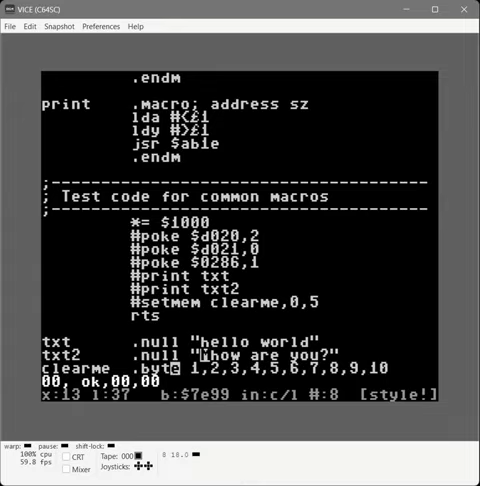 VICE (C64SC)
File Edit Snapshot Preferences Help
.endm
print .macro; address sz
lda #<£1
ldy #>£1
jsr $ab1e
.endm
;---------------------------------------
; Test code for common macros
;---------------------------------------
*= $1000
#poke $d020,2
#poke $d021,0
#poke $0286,1
#print txt
#print txt2
#setmem clearme,0,5
rts
txt .null "hello world"
txt2 .null "Mhow are you?"
clearme .byte 1,2,3,4,5,6,7,8,9,10
00, ok,00,00
x:13 l:37 b:$7e99 in:c/l #:8 [style!]
warp: pause: shift-lock:
100% cpu
59.8 fps
CRT
Mixer
Tape: 000
Joysticks:
8 18.0